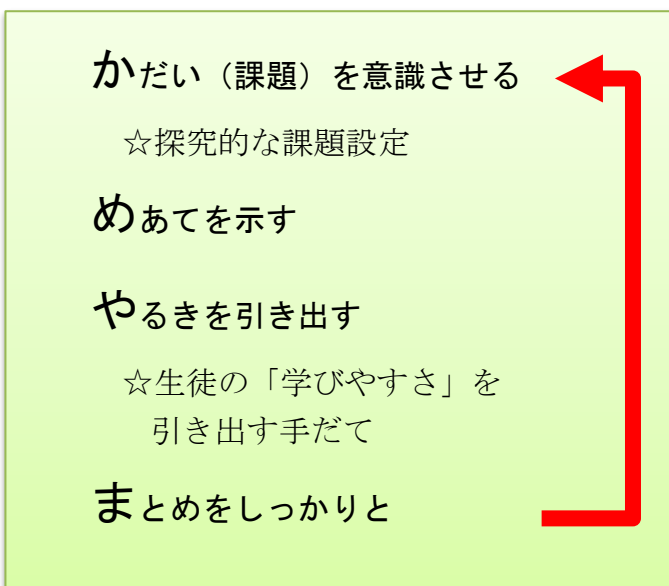 かだい（課題）を意識させる
☆探究的な課題設定
めあてを示す
やるきを引き出す
☆生徒の「学びやすさ」を
引き出す手だて
まとめをしっかりと